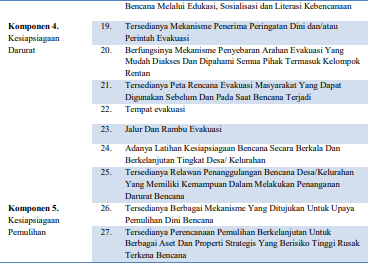 Bencana Melalui Edukasi, Sosialisasi dan Literasi Kebencanaan
Komponen 4.
Kesiapsiagaan
Darurat
19. Tersedianya Mekanisme Penerima Peringatan Dini dan/atau
Perintah Evakuasi
20. Berfungsinya Mekanisme Penyebaran Arahan Evakuasi Yang
Mudah Diakses Dan Dipahami Semua Pihak Termasuk Kelompok
Rentan
21. Tersedianya Peta Rencana Evakuasi Masyarakat Yang Dapat
Digunakan Sebelum Dan Pada Saat Bencana Terjadi
22. Tempat evakuasi
23. Jalur Dan Rambu Evakuasi
24. Adanya Latihan Kesiapsiagaan Bencana Secara Berkala Dan
Berkelanjutan Tingkat Desa/ Kelurahan
25. Tersedianya Relawan Penanggulangan Bencana Desa/Kelurahan
Yang Memiliki Kemampuan Dalam Melakukan Penanganan
Darurat Bencana
Komponen 5.
Kesiapsiagaan
Pemulihan
26. Tersedianya Berbagai Mekanisme Yang Ditujukan Untuk Upaya
Pemulihan Dini Bencana
27. Tersedianya Perencanaan Pemulihan Berkelanjutan Untuk
Berbagai Aset Dan Properti Strategis Yang Berisiko Tinggi Rusak
Terkena Bencana